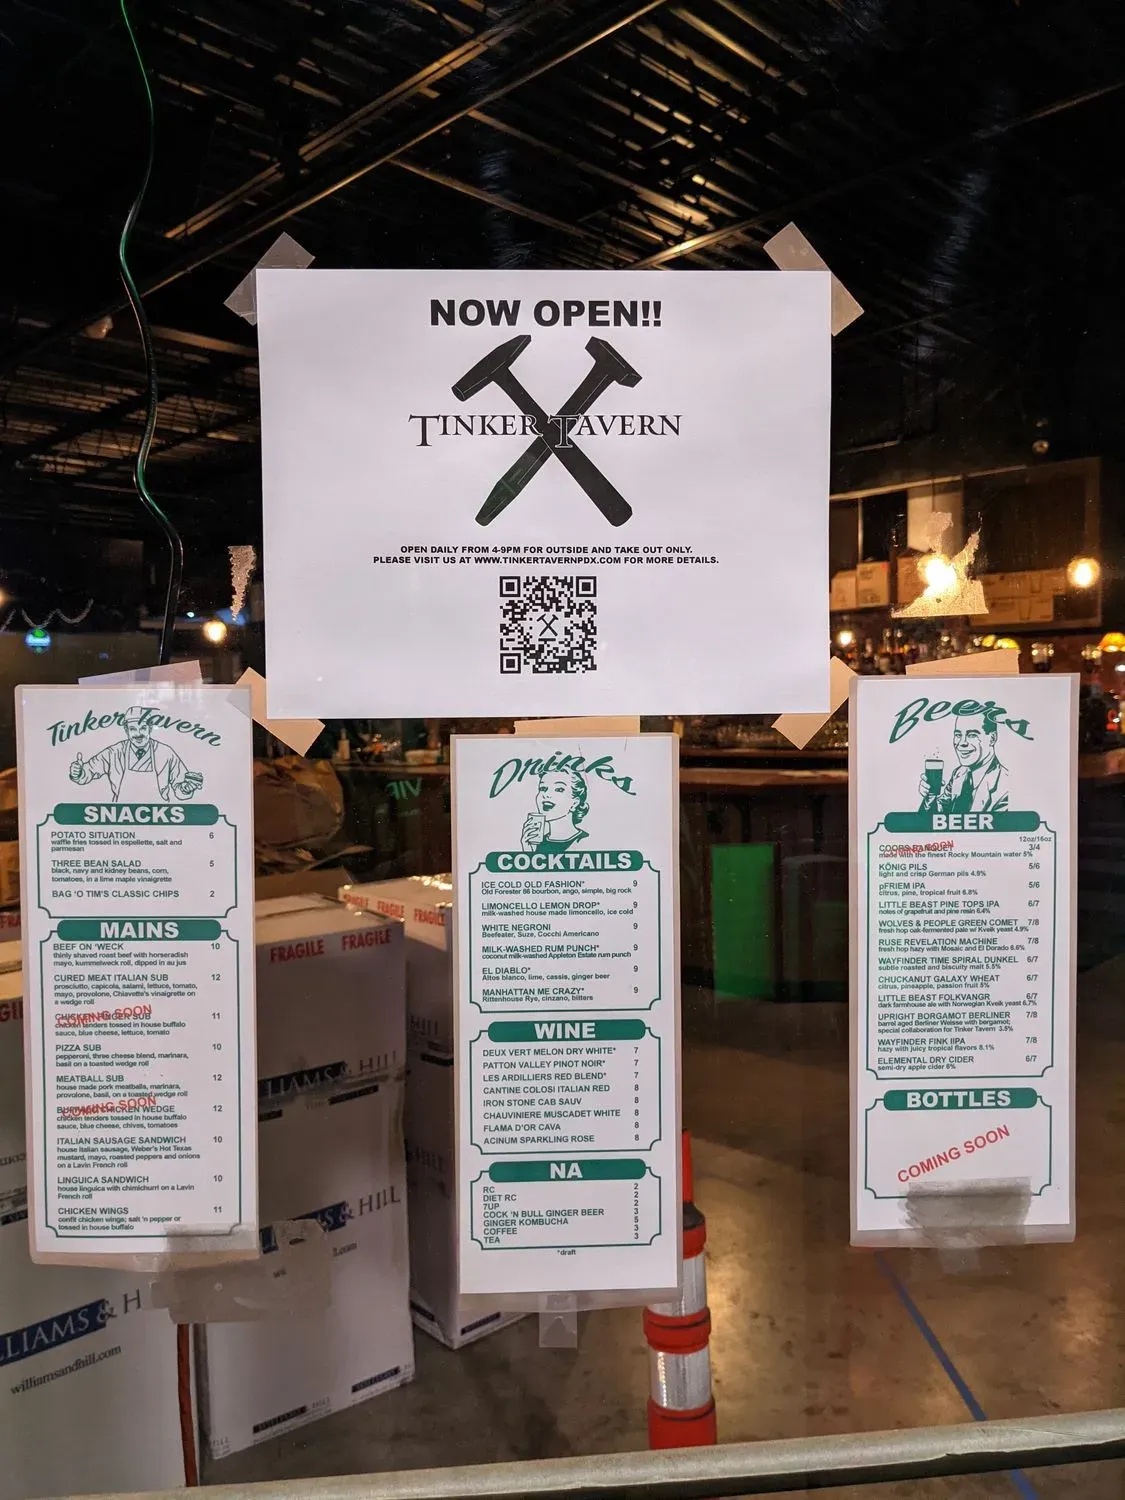 NOW OPEN!!
TINKER TAVERN
OPEN DAILY FROM 4-9PM FOR OUTSIDE AND TAKE OUT ONLY.
PLEASE VISIT US AT WWW.TINKERTAVERNPDX.COM FOR MORE DETAILS.
Tinker Tavern
SNACKS
POTATO SITUATION 6
waffle fries tossed in espellette, salt and
parmesan
THREE BEAN SALAD 5
black, navy and kidney beans, corn,
tomatoes, in a lime maple vinaigrette
BAG 'O TIM'S CLASSIC CHIPS 2
MAINS
BEEF ON 'WECK 10
thinly shaved roast beef with horseradish
mayo, kummelweck roll, dipped in au jus
CURED MEAT ITALIAN SUB 12
prosciutto, capicola, salami, lettuce, tomato,
mayo, provolone, Chiavetta's vinaigrette on
a wedge roll
CHICKEN FINGER SUB 11
COMING SOON
chicken tenders tossed in house buffalo
sauce, blue cheese, lettuce, tomato
PIZZA SUB 10
pepperoni, three cheese blend, marinara,
basil on a toasted wedge roll
MEATBALL SUB 12
house made pork meatballs, marinara,
provolone, basil, on a toasted wedge roll
BUFFALO CHICKEN WEDGE 12
COMING SOON
chicken tenders tossed in house buffalo
sauce, blue cheese, chives, tomatoes
ITALIAN SAUSAGE SANDWICH 10
house italian sausage, Weber's Hot Texas
mustard, mayo, roasted peppers and onions
on a Lavin French roll
LINGUICA SANDWICH 10
house linguica with chimichurri on a Lavin
French roll
CHICKEN WINGS 11
confit chicken wings; salt 'n pepper or
tossed in house buffalo
Drinks
COCKTAILS
ICE COLD OLD FASHION* 9
Old Forester 86 bourbon, ango, simple, big rock
LIMONCELLO LEMON DROP* 9
milk-washed house made limoncello, ice cold
WHITE NEGRONI 9
Beefeater, Suze, Cocchi Americano
MILK-WASHED RUM PUNCH* 9
coconut milk-washed Appleton Estate rum punch
EL DIABLO* 9
Altos blanco, lime, cassis, ginger beer
MANHATTAN ME CRAZY* 9
Rittenhouse Rye, cinzano, bitters
WINE
DEUX VERT MELON DRY WHITE* 7
PATTON VALLEY PINOT NOIR* 7
LES ARDILLIERS RED BLEND* 7
CANTINE COLOSI ITALIAN RED 8
IRON STONE CAB SAUV 8
CHAUVINIERE MUSCADET WHITE 8
FLAMA D'OR CAVA 8
ACINUM SPARKLING ROSE 8
NA
RC 2
DIET RC 2
7UP 2
COCK 'N BULL GINGER BEER 3
GINGER KOMBUCHA 5
COFFEE 3
TEA 3
*draft
Beers
BEER
12oz/16oz
COORS BANQUET 3/4
COMING SOON
made with the finest Rocky Mountain water 5%
KÖNIG PILS 5/6
light and crisp German pils 4.9%
pFRIEM IPA 5/6
citrus, pine, tropical fruit 6.8%
LITTLE BEAST PINE TOPS IPA 6/7
notes of grapefruit and pine resin 6.4%
WOLVES & PEOPLE GREEN COMET 7/8
fresh hop oak-fermented pale w/ Kveik yeast 4.9%
RUSE REVELATION MACHINE 7/8
fresh hop hazy with Mosaic and El Dorado 6.6%
WAYFINDER TIME SPIRAL DUNKEL 6/7
subtle roasted and biscuity malt 5.5%
CHUCKANUT GALAXY WHEAT 6/7
citrus, pineapple, passion fruit 5%
LITTLE BEAST FOLKVANGR 6/7
dark farmhouse ale with Norwegian Kveik yeast 6.7%
UPRIGHT BORGAMOT BERLINER 7/8
barrel aged Berliner Weisse with bergamot;
special collaboration for Tinker Tavern 3.5%
WAYFINDER FINK IIPA 7/8
hazy with juicy tropical flavors 8.1%
ELEMENTAL DRY CIDER 6/7
semi-dry apple cider 6%
BOTTLES
COMING SOON
FRAGILE FRAGILE
williamsandhill.com